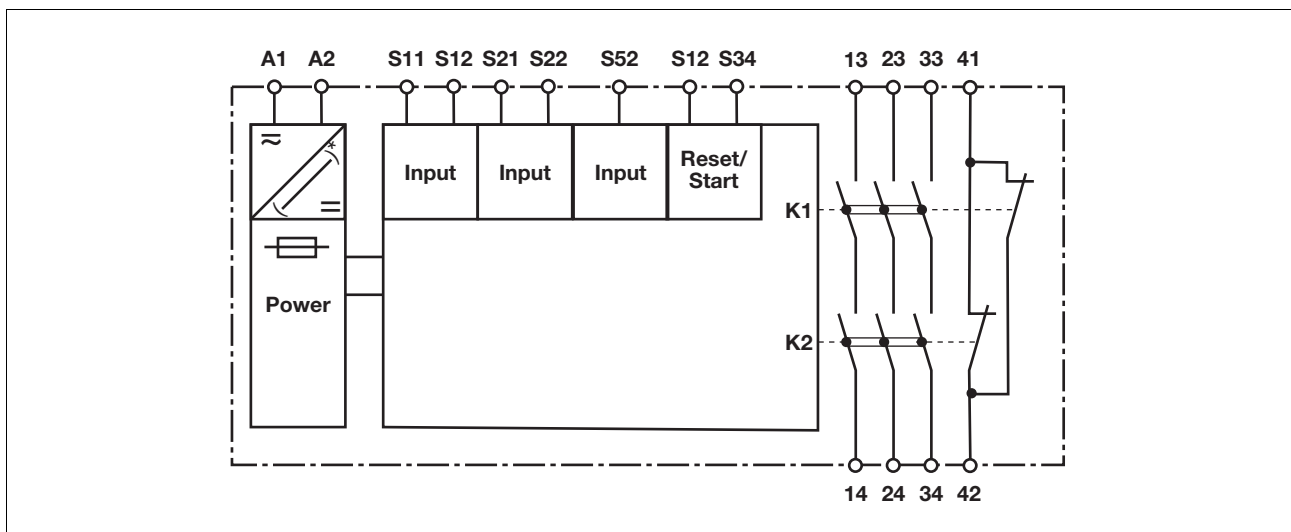 A1 A2 S11 S12 S21 S22 S52 S12 S34 13 23 33 41
Input Input Input Reset/
Start
K1
Power
K2
14 24 34 42